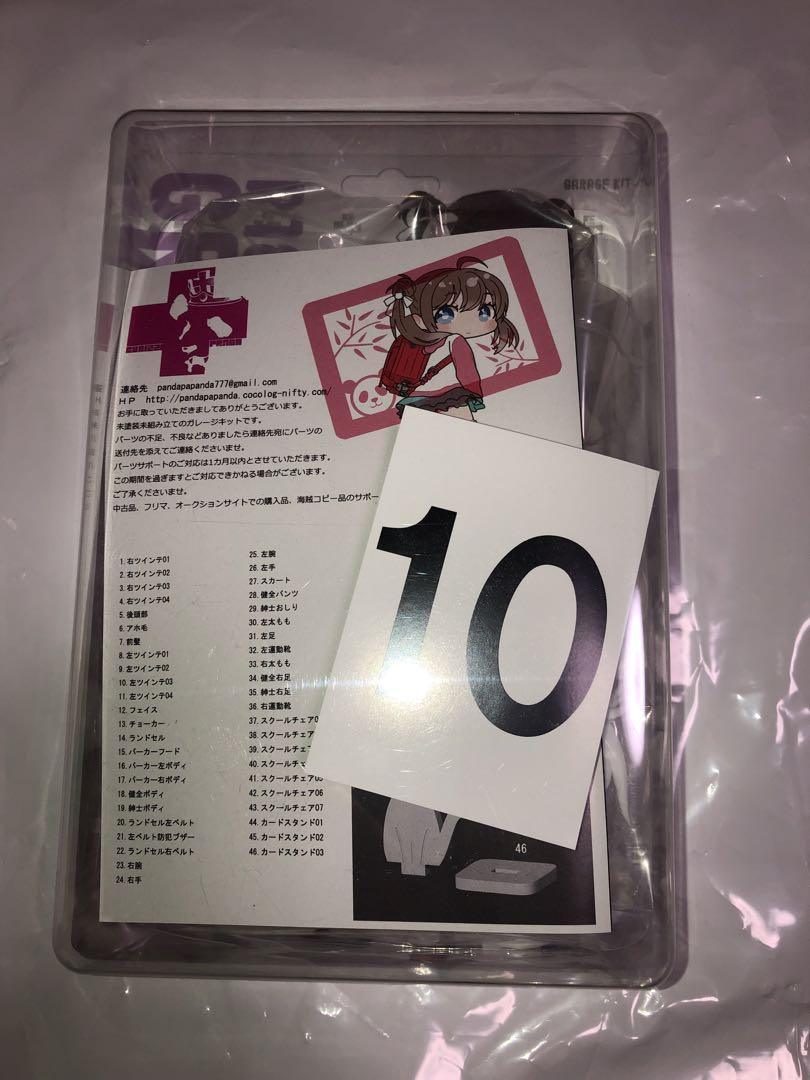 GARAGE KIT
連絡先 pandapapanda777@gmail.com
HP http://pandapapanda.cocolog-nifty.com/
お手に取っていただきましてありがとうございます。
未塗装未組み立てのガレージキットです。
パーツの不足、不良などありましたら連絡先宛にパーツの
送付先を添えてご連絡くださいませ。
パーツサポートのご対応は1カ月以内とさせていただきます。
この期間を過ぎますとご対応できかねる場合がございます。
ご了承くださいませ。
中古品、フリマ、オークションサイトでの購入品、海賊コピー品のサポー
1. 右ツインテ01
2. 右ツインテ02
3. 右ツインテ03
4. 右ツインテ04
5. 後頭部
6. アホ毛
7. 前髪
8. 左ツインテ01
9. 左ツインテ02
10. 左ツインテ03
11. 左ツインテ04
12. フェイス
13. チョーカー
14. ランドセル
15. パーカーフード
16. パーカー左ボディ
17. パーカー右ボディ
18. 健全ボディ
19. 紳士ボディ
20. ランドセル左ベルト
21. 左ベルト防犯ブザー
22. ランドセル右ベルト
23. 右腕
24. 右手
25. 左腕
26. 左手
27. スカート
28. 健全パンツ
29. 紳士おしり
30. 左太もも
31. 左足
32. 左運動靴
33. 右太もも
34. 健全右足
35. 紳士右足
36. 右運動靴
37. スクールチェア0
38. スクールチェア
39. スクールチェ
40. スクールチ
41. スクールチェア05
42. スクールチェア06
43. スクールチェア07
44. カードスタンド01
45. カードスタンド02
46. カードスタンド03
10
46